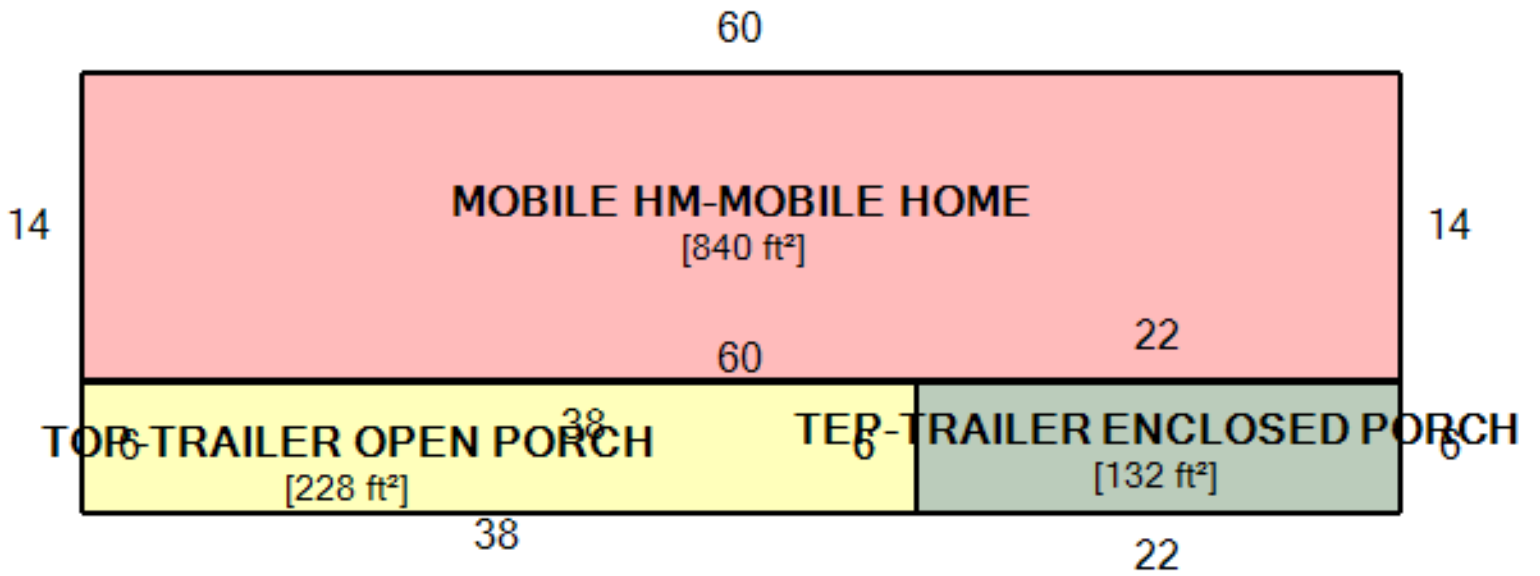 60
14
14
MOBILE HM-MOBILE HOME
[840 ft²]
22
60
38
TOP-TRAILER OPEN PORCH
6
[228 ft²]
38
TEP-TRAILER ENCLOSED PORCH
6
6
[132 ft²]
22